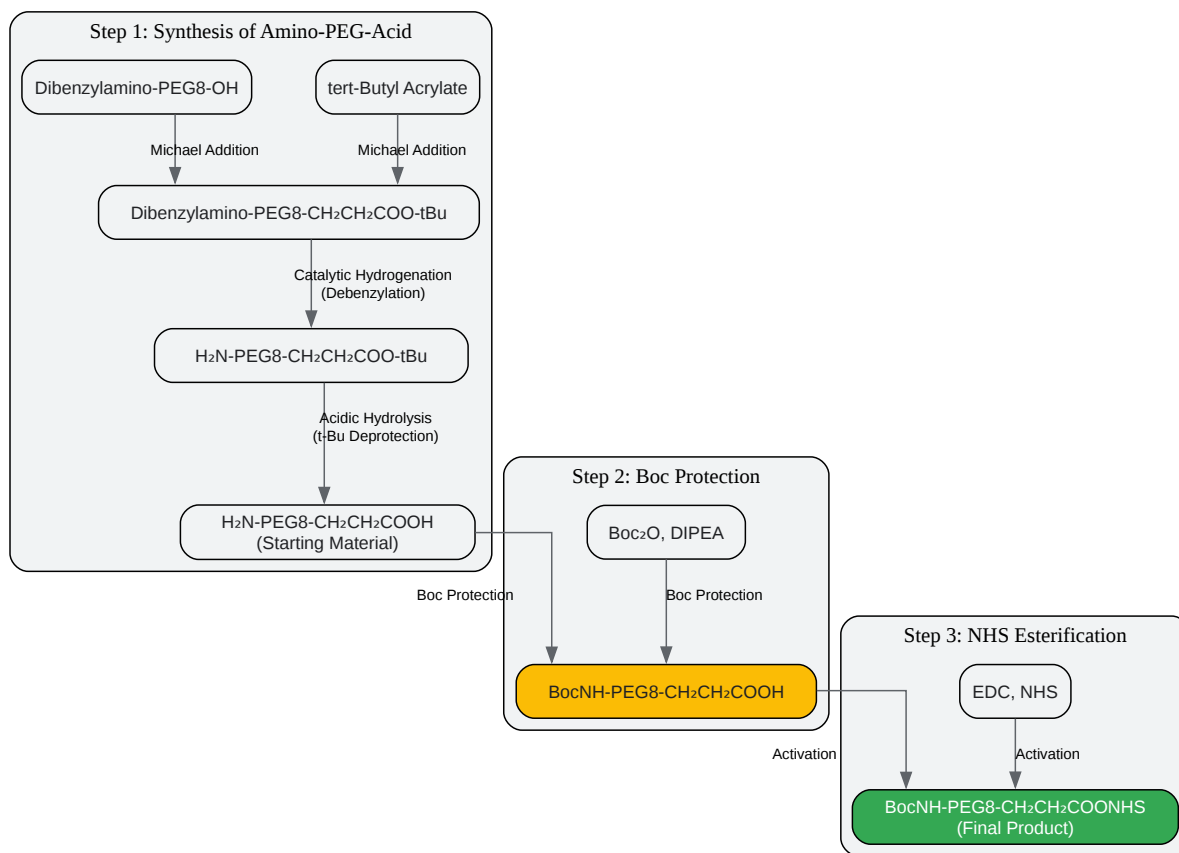 Step 1: Synthesis of Amino-PEG-Acid
Dibenzylamino-PEG8-OH
tert-Butyl Acrylate
Michael Addition
Michael Addition
Dibenzylamino-PEG8-CH₂CH₂COO-tBu
Catalytic Hydrogenation
(Debenzylation)
H₂N-PEG8-CH₂CH₂COO-tBu
Acidic Hydrolysis
(t-Bu Deprotection)
H₂N-PEG8-CH₂CH₂COOH
(Starting Material)
Step 2: Boc Protection
Boc₂O, DIPEA
Boc Protection
Boc Protection
BocNH-PEG8-CH₂CH₂COOH
Step 3: NHS Esterification
EDC, NHS
Activation
Activation
BocNH-PEG8-CH₂CH₂COONHS
(Final Product)